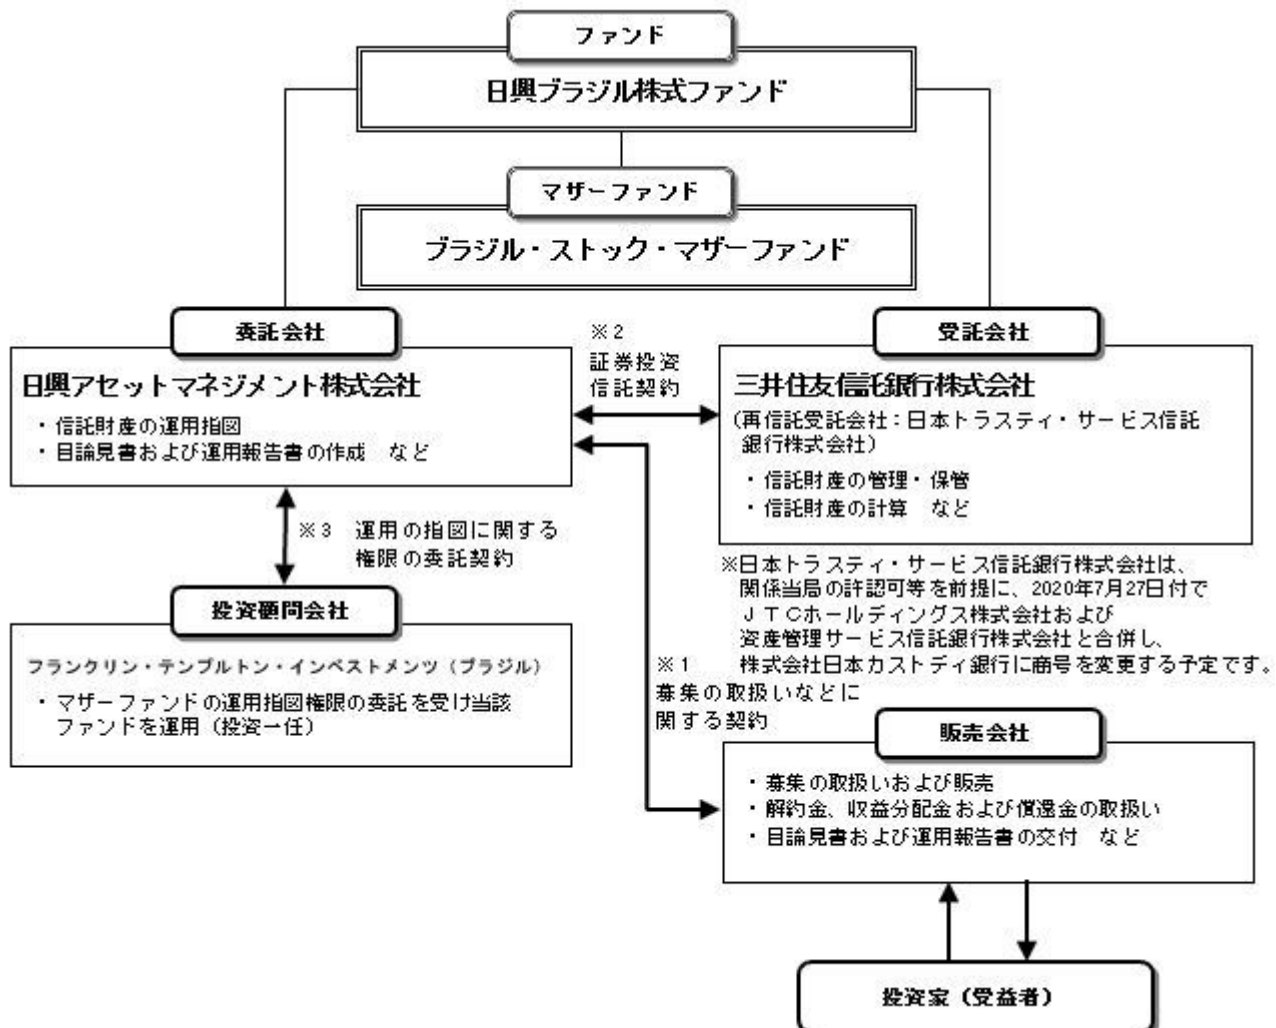 ファンド
日興ブラジル株式ファンド
マザーファンド
ブラジル・ストック・マザーファンド
委託会社
日興アセットマネジメント株式会社
・信託財産の運用指図
・目論見書および運用報告書の作成 など
※2
証券投資
信託契約
受託会社
三井住友信託銀行株式会社
(再信託受託会社：日本トラスティ・サービス信託
銀行株式会社)
・信託財産の管理・保管
・信託財産の計算 など
※日本トラスティ・サービス信託銀行株式会社は、
関係当局の許認可等を前提に、2020年7月27日付で
ＪＴＣホールディングス株式会社および
資産管理サービス信託銀行株式会社と合併し、
株式会社日本カストディ銀行に商号を変更する予定です。
※3 運用の指図に関する
権限の委託契約
投資顧問会社
フランクリン・テンプルトン・インベストメンツ（ブラジル）
・マザーファンドの運用指図権限の委託を受け当該
ファンドを運用（投資一任）
※1
募集の取扱いなどに
関する契約
販売会社
・募集の取扱いおよび販売
・解約金、収益分配金および償還金の取扱い
・目論見書および運用報告書の交付 など
投資家（受益者）